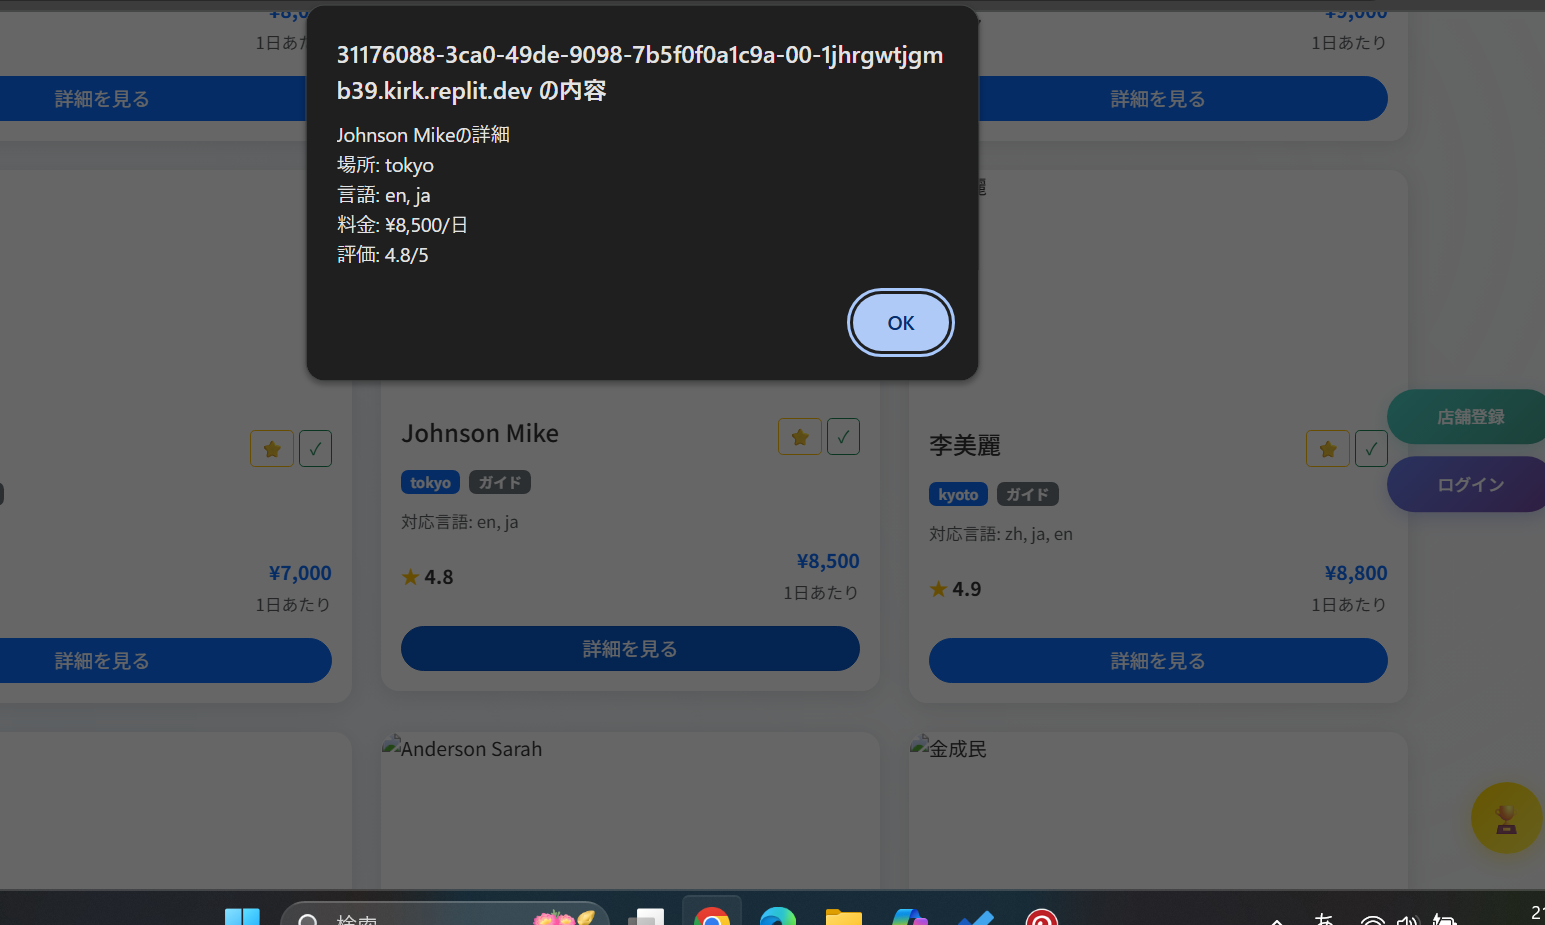 31176088-3ca0-49de-9098-7b5f0f0a1c9a-00-1jhrgwtjgm
b39.kirk.replit.dev の内容
Johnson Mikeの詳細
場所: tokyo
言語: en, ja
料金: ¥8,500/日
評価: 4.8/5
OK
¥9,000
1日あた
1日あたり
詳細を見る
詳細を見る
麗
Johnson Mike
tokyo ガイド
対応言語: en, ja
4.8
¥8,500
1日あたり
詳細を見る
李美麗
kyoto ガイド
対応言語: zh, ja, en
4.9
¥8,800
1日あたり
詳細を見る
¥7,000
1日あたり
詳細を見る
店舗登録
ログイン
Anderson Sarah
金成民
検索
あ